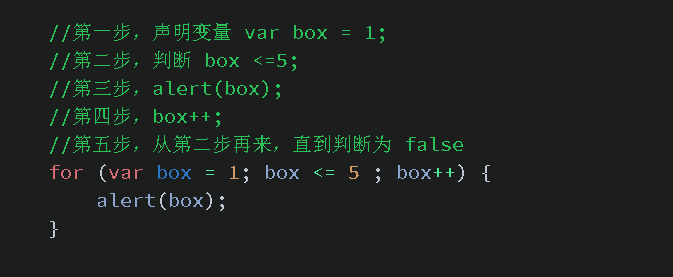 //第一步，声明变量 var box = 1;
//第二步，判断 box <=5;
//第三步，alert(box);
//第四步，box++;
//第五步，从第二步再来，直到判断为 false
for (var box = 1; box <= 5 ; box++) {
    alert(box);
}